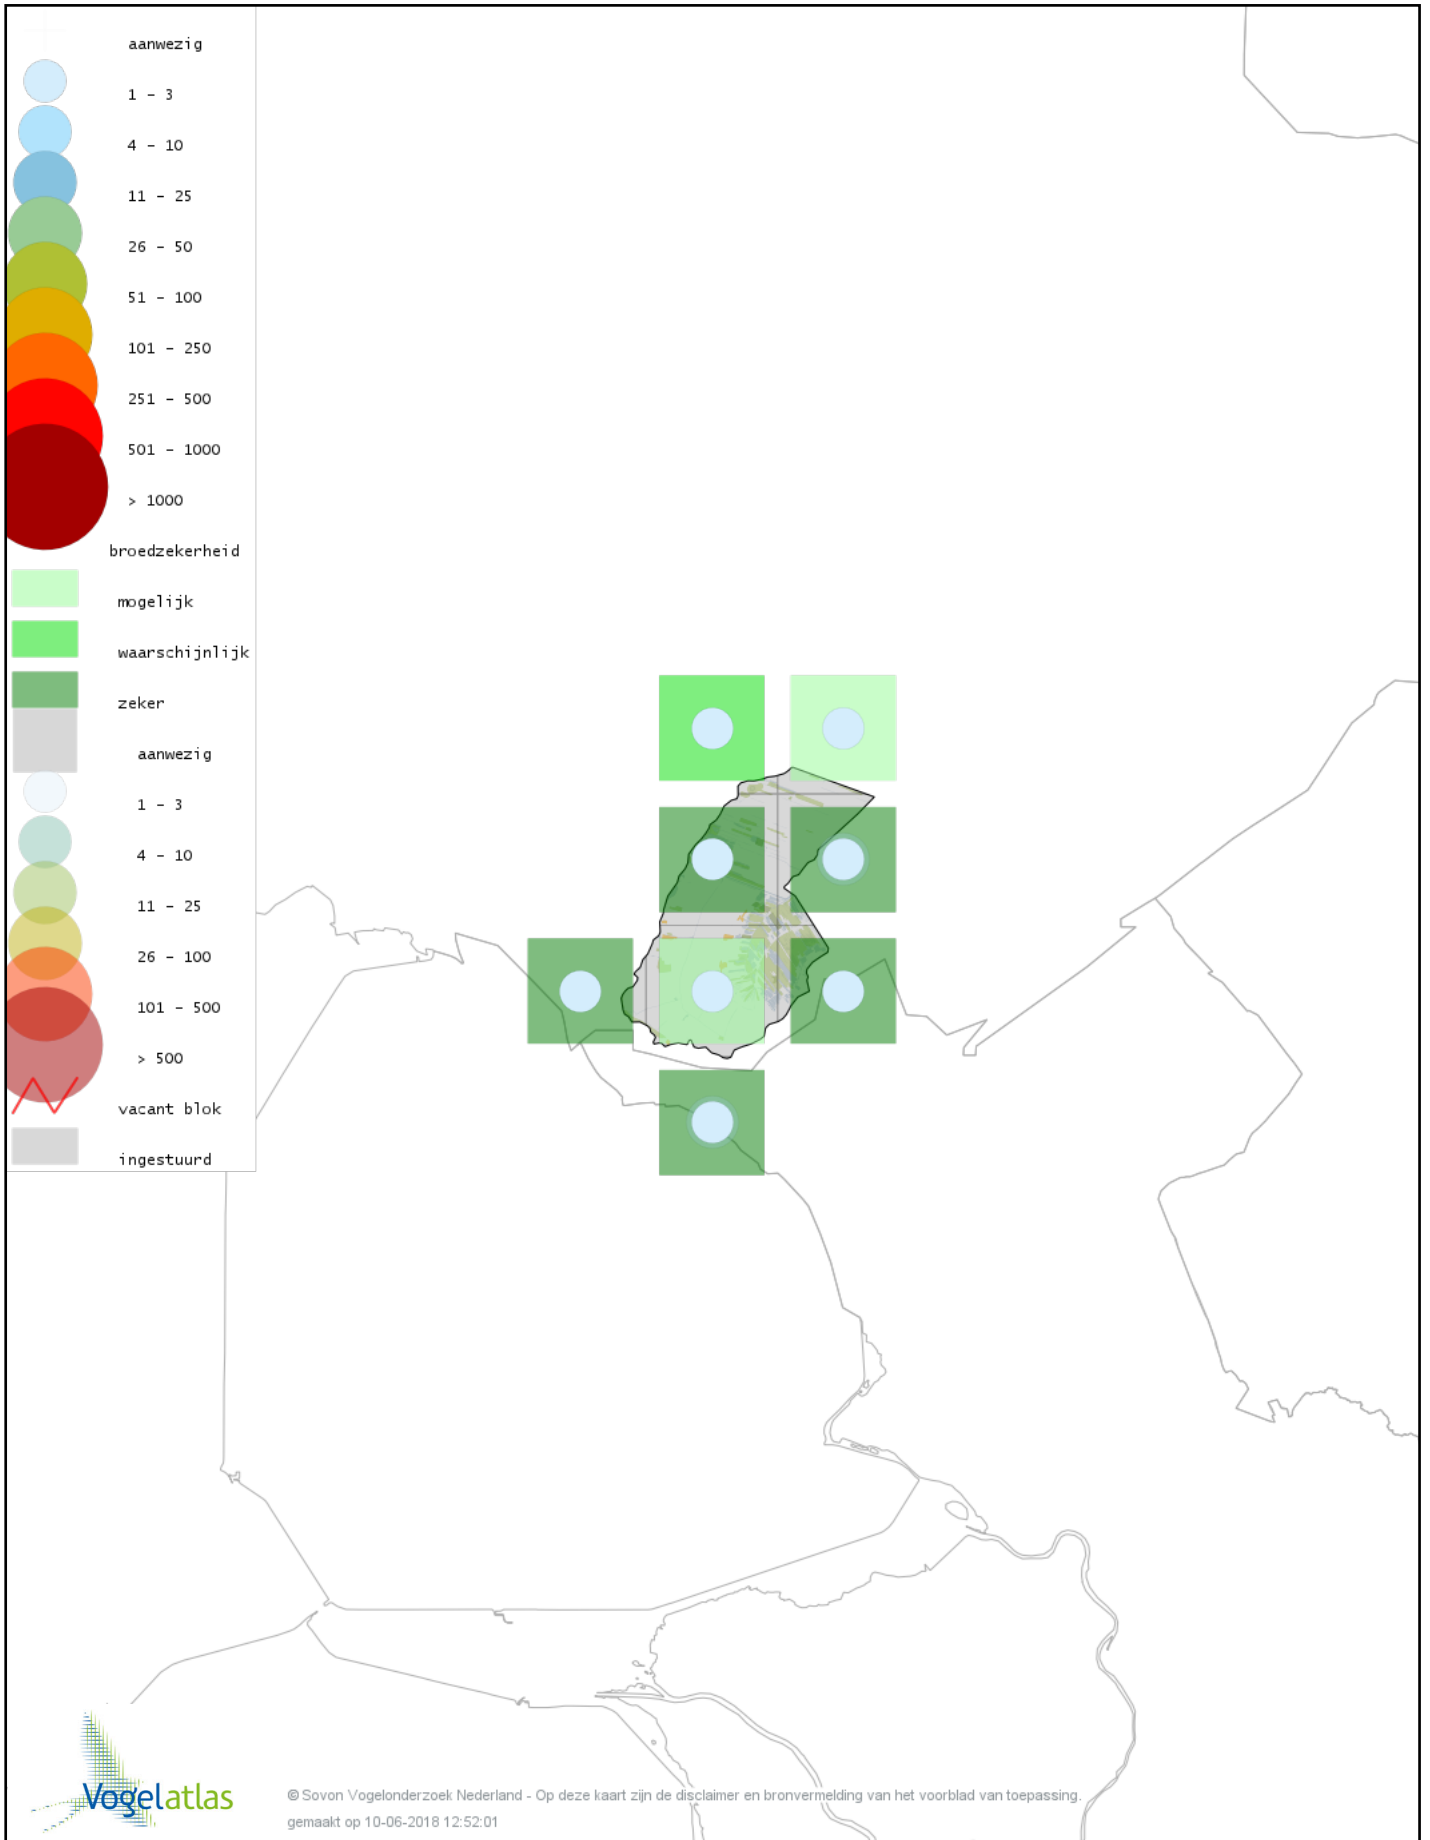 aanwezig
1 - 3
4 - 10
11 - 25
26 - 50
51 - 100
101 - 250
251 - 500
501 - 1000
> 1000
broedzekerheid
mogelijk
waarschijnlijk
zeker
aanwezig
1 - 3
4 - 10
11 - 25
26 - 100
101 - 500
> 500
vacant blok
ingestuurd
Vogelatlas
© Sovon Vogelonderzoek Nederland - Op deze kaart zijn de disclaimer en bronvermelding van het voorblad van toepassing.
gemaakt op 10-06-2018 12:52:01